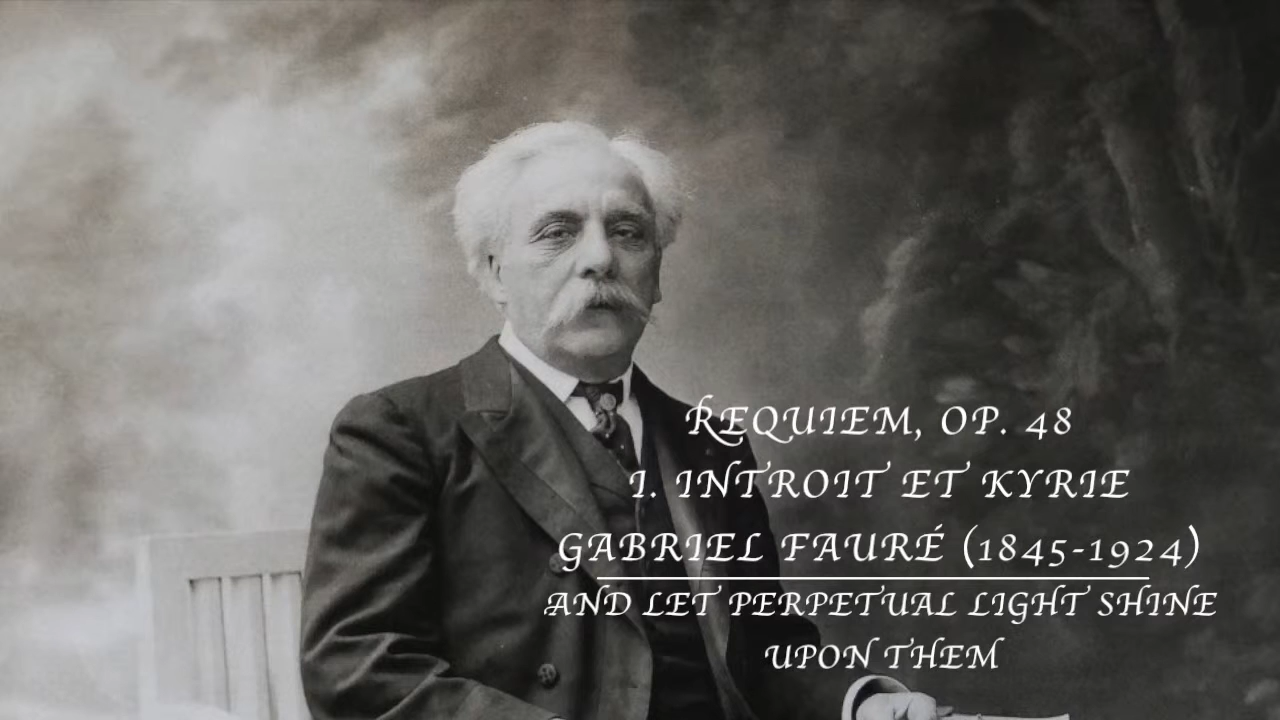 REQUIEM, OP. 48
I. INTROIT ET KYRIE
GABRIEL FAURÉ (1845-1924)
AND LET PERPETUAL LIGHT SHINE
UPON THEM